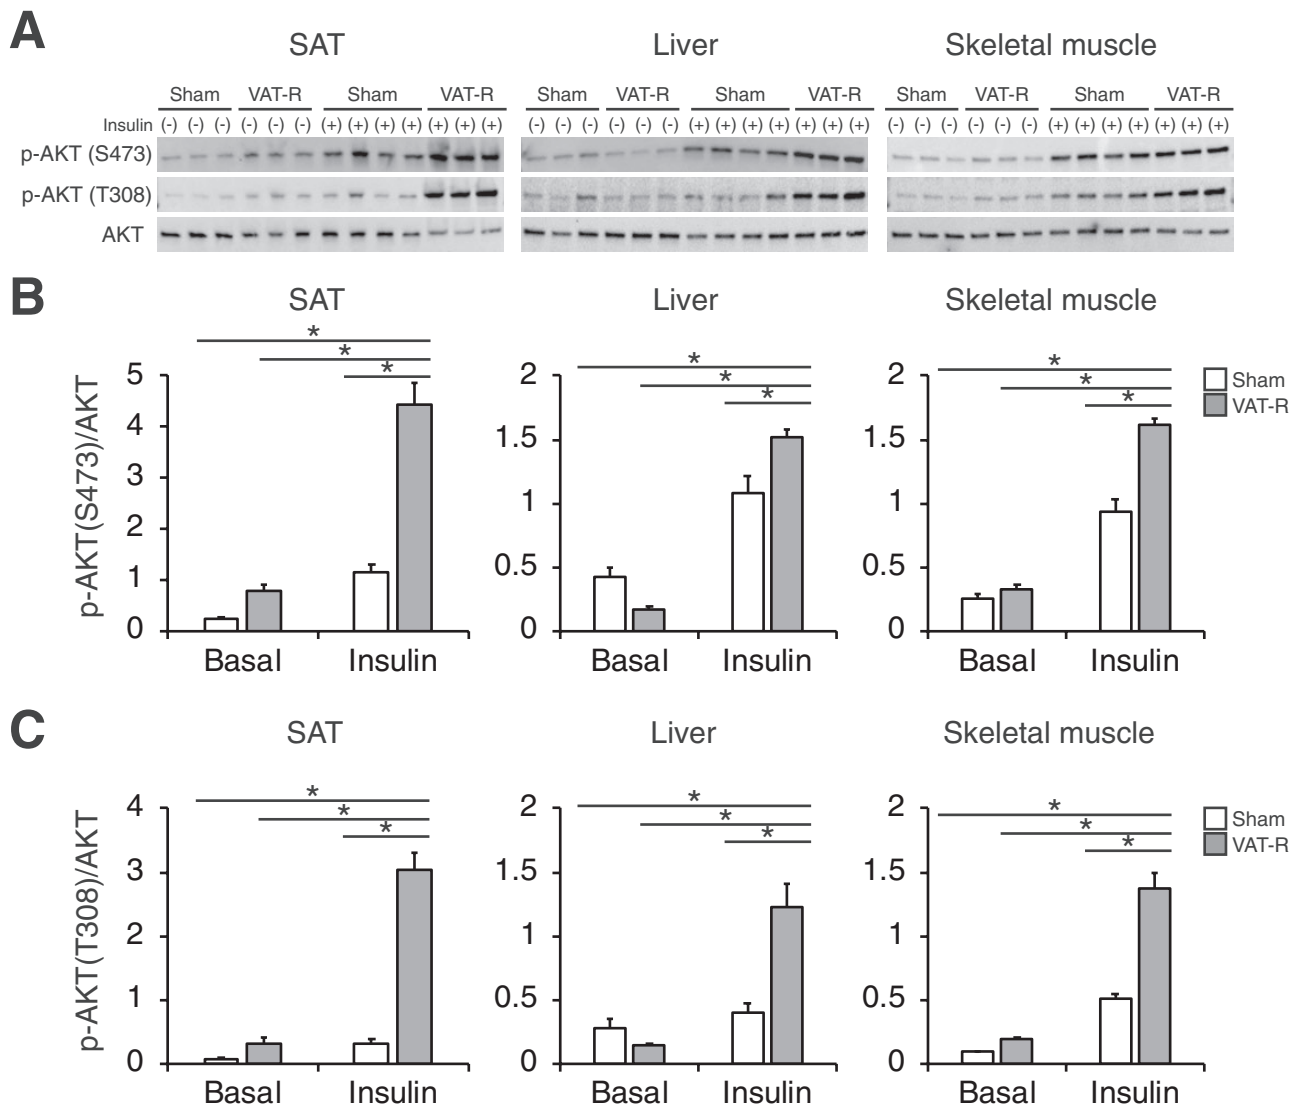 A
SAT Liver Skeletal muscle
Sham VAT-R Sham VAT-R Sham VAT-R Sham VAT-R Sham VAT-R Sham VAT-R
Insulin (-) (-) (-) (-) (-) (-) (+) (+) (+) (+) (+) (+) (+) (-) (-) (-) (-) (-) (-) (+) (+) (+) (+) (+) (+) (+) (-) (-) (-) (-) (-) (-) (+) (+) (+) (+) (+) (+) (+)
p-AKT (S473)
p-AKT (T308)
AKT
B
SAT Liver Skeletal muscle
p-AKT(S473)/AKT
* * *
* * *
* * *
5 2 2
4 1.5 1.5
3 1 1
2 0.5 0.5
1
0 0 0
Sham
VAT-R
Basal Insulin Basal Insulin Basal Insulin
C
SAT Liver Skeletal muscle
p-AKT(T308)/AKT
* * *
* * *
* * *
4 2 2
3 1.5 1.5
2 1 1
1 0.5 0.5
0 0 0
Sham
VAT-R
Basal Insulin Basal Insulin Basal Insulin